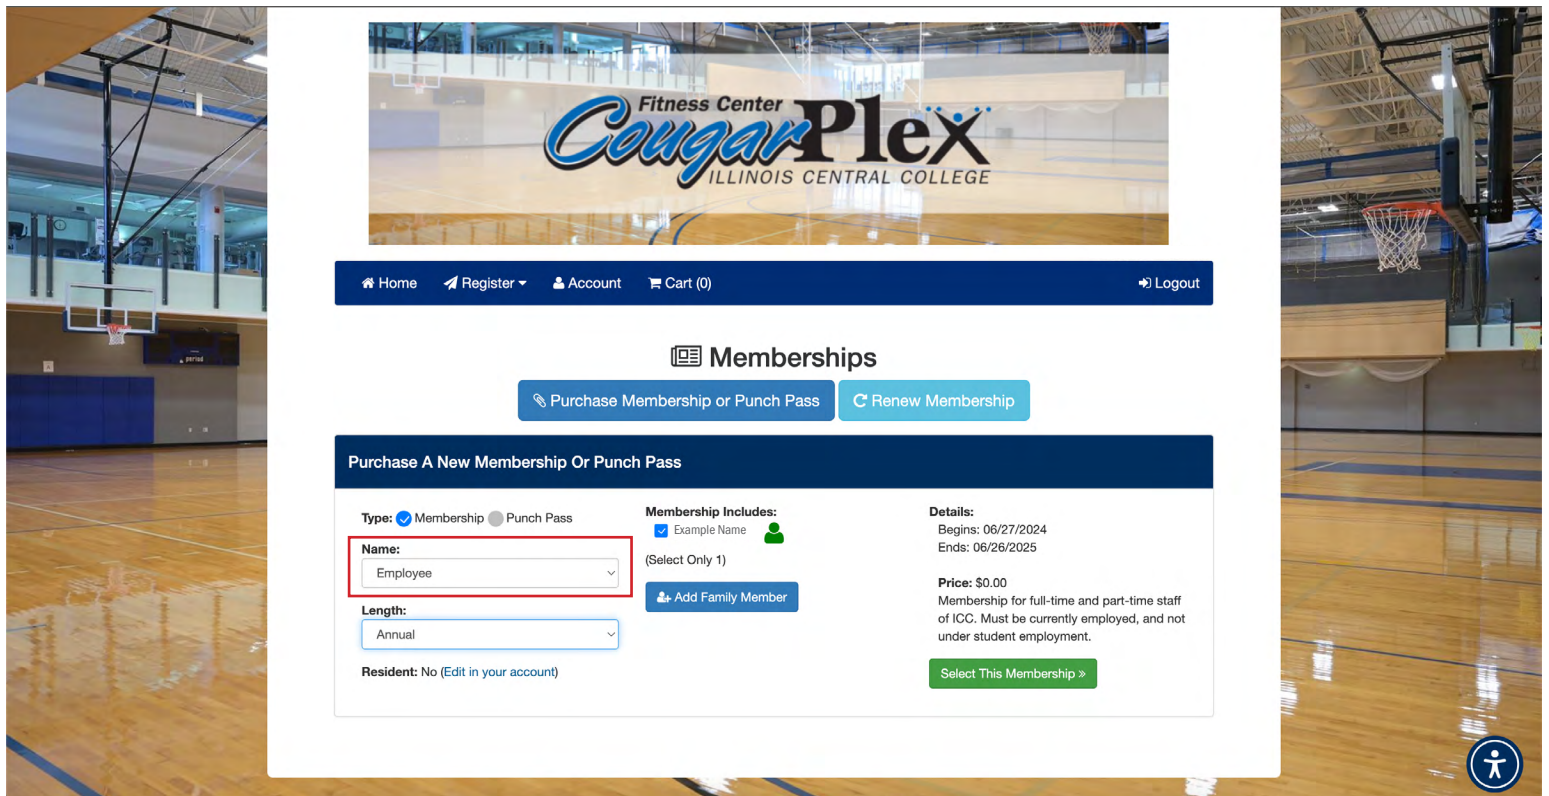 Fitness Center
CougarPlex
ILLINOIS CENTRAL COLLEGE
Home Register Account Cart (0) Logout
period
Memberships
Purchase Membership or Punch Pass Renew Membership
Purchase A New Membership Or Punch Pass
Type: Membership Punch Pass
Name:
Employee
Length:
Annual
Resident: No (Edit in your account)
Membership Includes:
Example Name
(Select Only 1)
Add Family Member
Details:
Begins: 06/27/2024
Ends: 06/26/2025
Price: $0.00
Membership for full-time and part-time staff
of ICC. Must be currently employed, and not
under student employment.
Select This Membership »